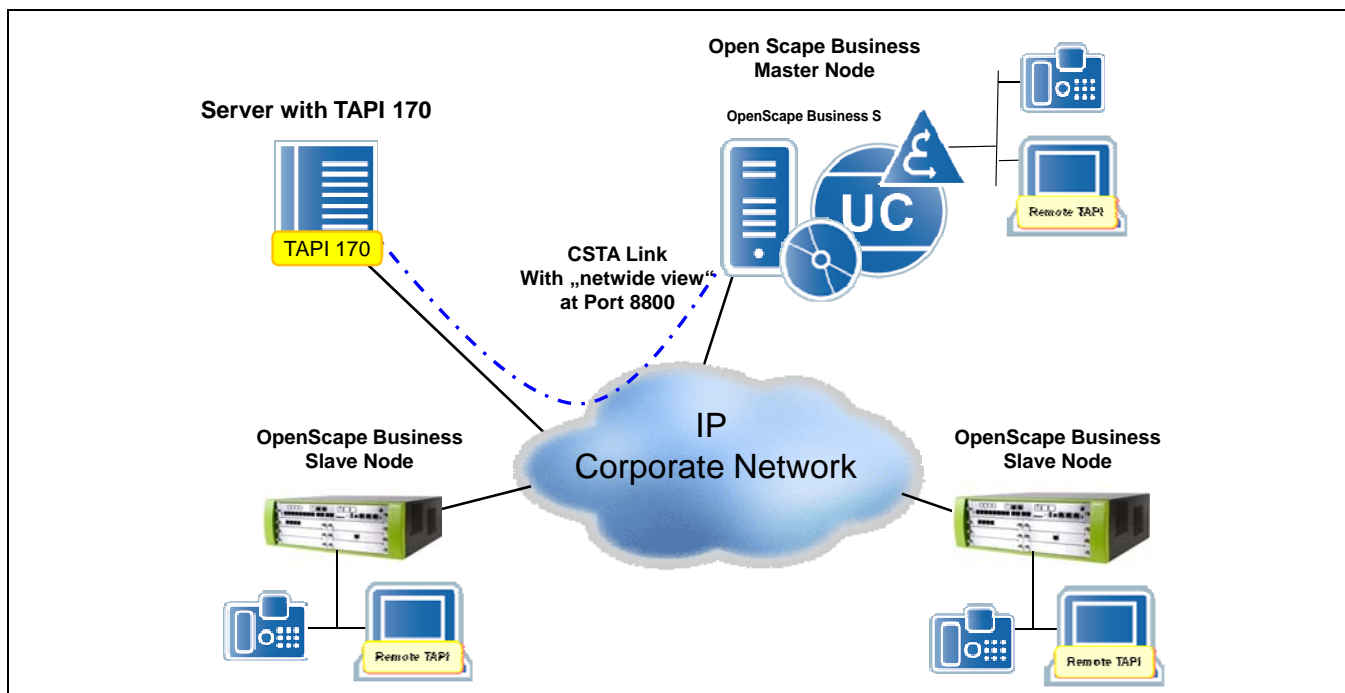 Open Scape Business
Master Node
Server with TAPI 170
OpenScape Business S
UC
Remote TAPI
TAPI 170
CSTA Link
With „netwide view“
at Port 8800
IP
Corporate Network
OpenScape Business
Slave Node
OpenScape Business
Slave Node
Remote TAPI
Remote TAPI